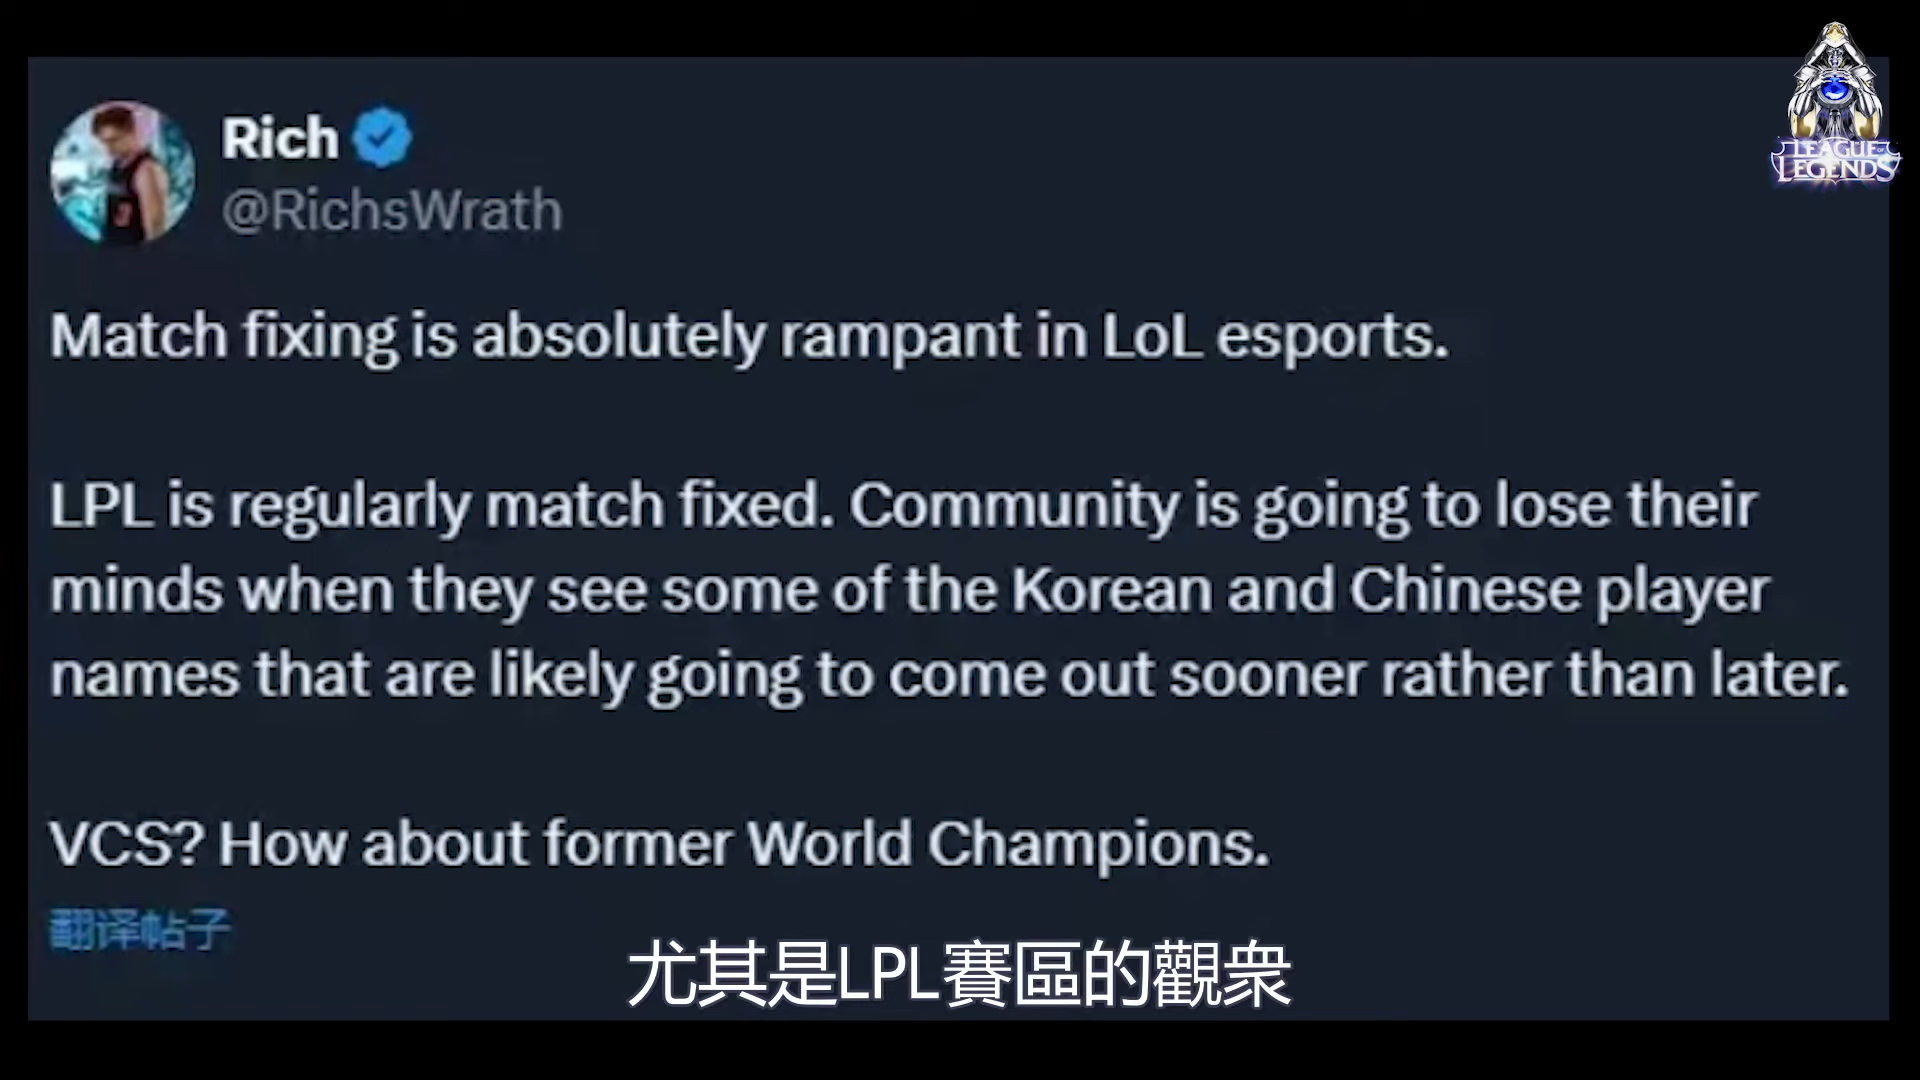 LEAGUE OF
LEGENDS
Rich
@RichsWrath
Match fixing is absolutely rampant in LoL esports.
LPL is regularly match fixed. Community is going to lose their
minds when they see some of the Korean and Chinese player
names that are likely going to come out sooner rather than later.
VCS? How about former World Champions.
翻译帖子
尤其是LPL賽區的觀衆